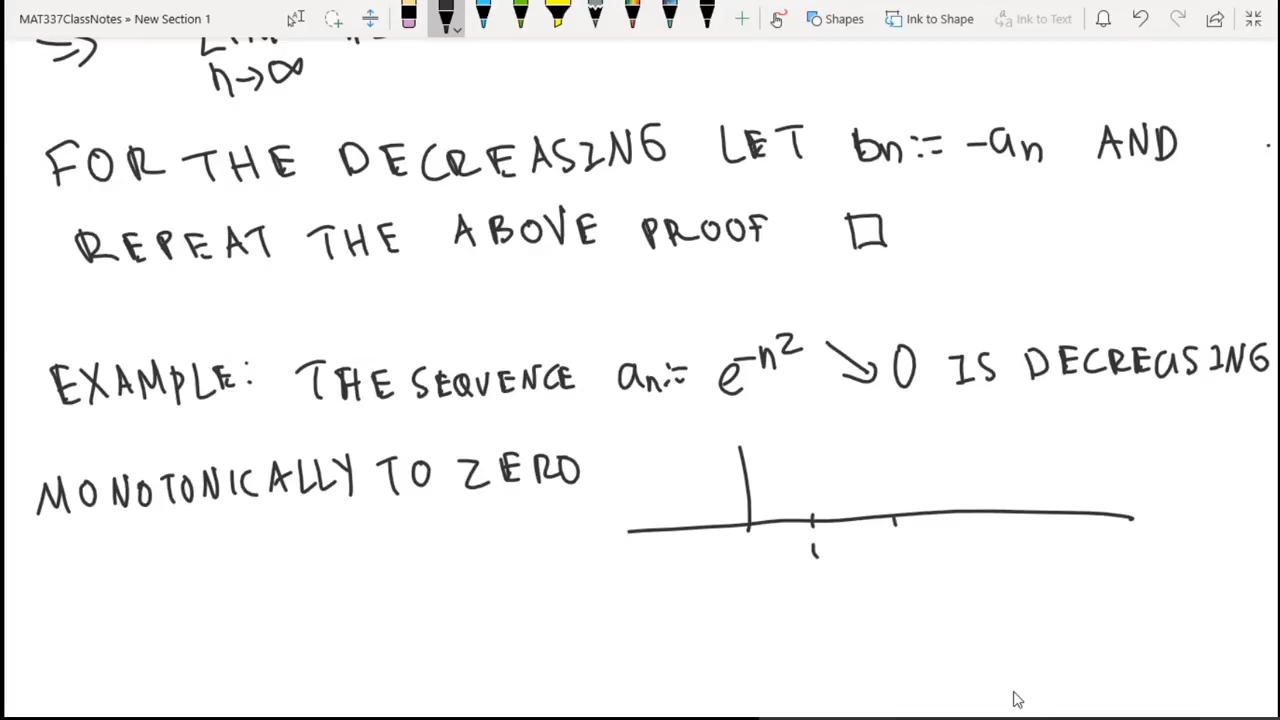 MAT337ClassNotes » New Section 1
Shapes
Ink to Shape
Ink to Text
n→∞
FOR THE DECREASING LET bn:= -an AND
REPEAT THE ABOVE PROOF □
EXAMPLE: THE SEQUENCE an:= e^-n² ↘ 0 IS DECREASING
MONOTONICALLY TO ZERO
1